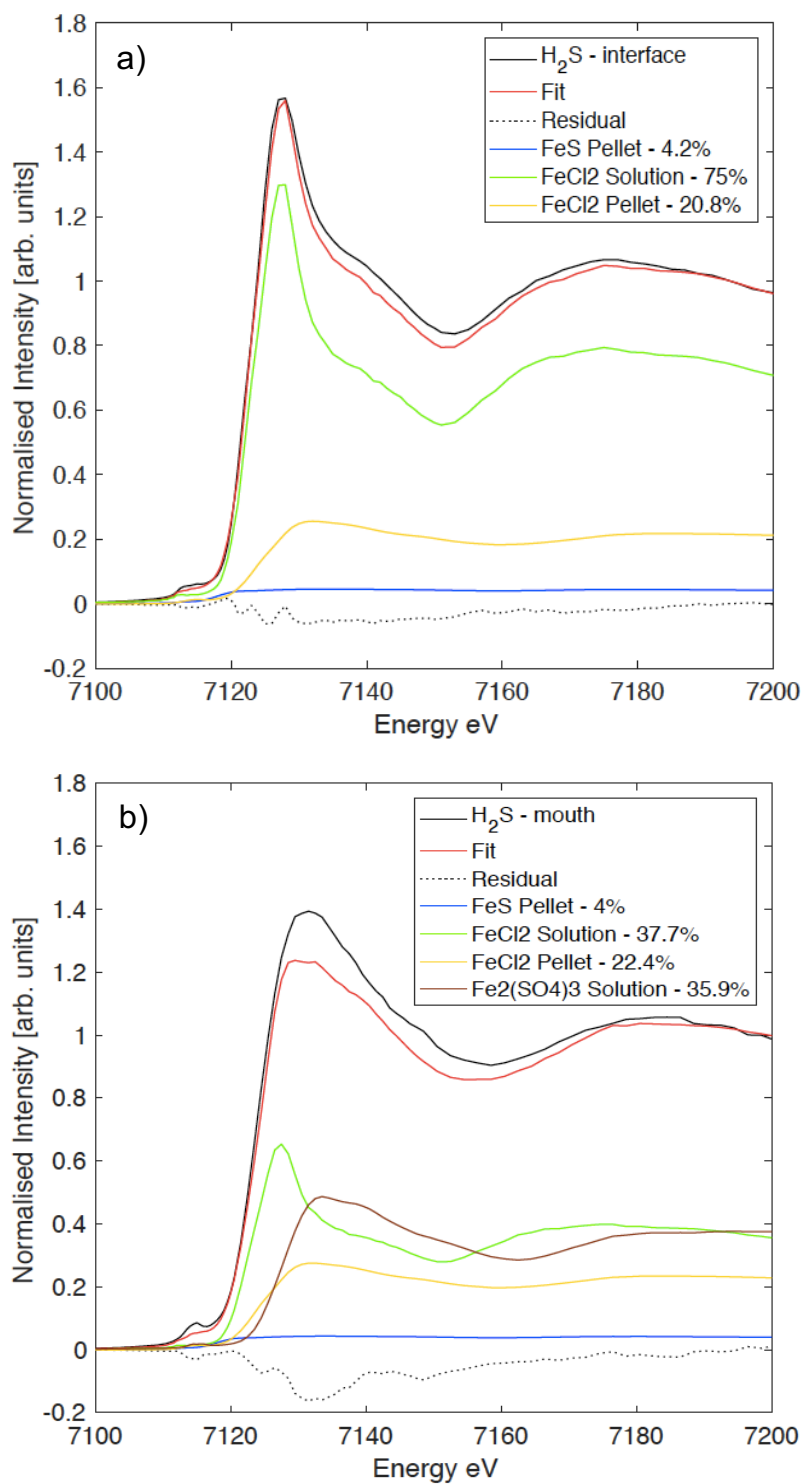 a)
H2S - interface
Fit
Residual
FeS Pellet - 4.2%
FeCl2 Solution - 75%
FeCl2 Pellet - 20.8%
1.8
1.6
1.4
1.2
1
0.8
0.6
0.4
0.2
0
-0.2
Normalised Intensity [arb. units]
7100 7120 7140 7160 7180 7200
Energy eV
b)
H2S - mouth
Fit
Residual
FeS Pellet - 4%
FeCl2 Solution - 37.7%
FeCl2 Pellet - 22.4%
Fe2(SO4)3 Solution - 35.9%
1.8
1.6
1.4
1.2
1
0.8
0.6
0.4
0.2
0
-0.2
Normalised Intensity [arb. units]
7100 7120 7140 7160 7180 7200
Energy eV